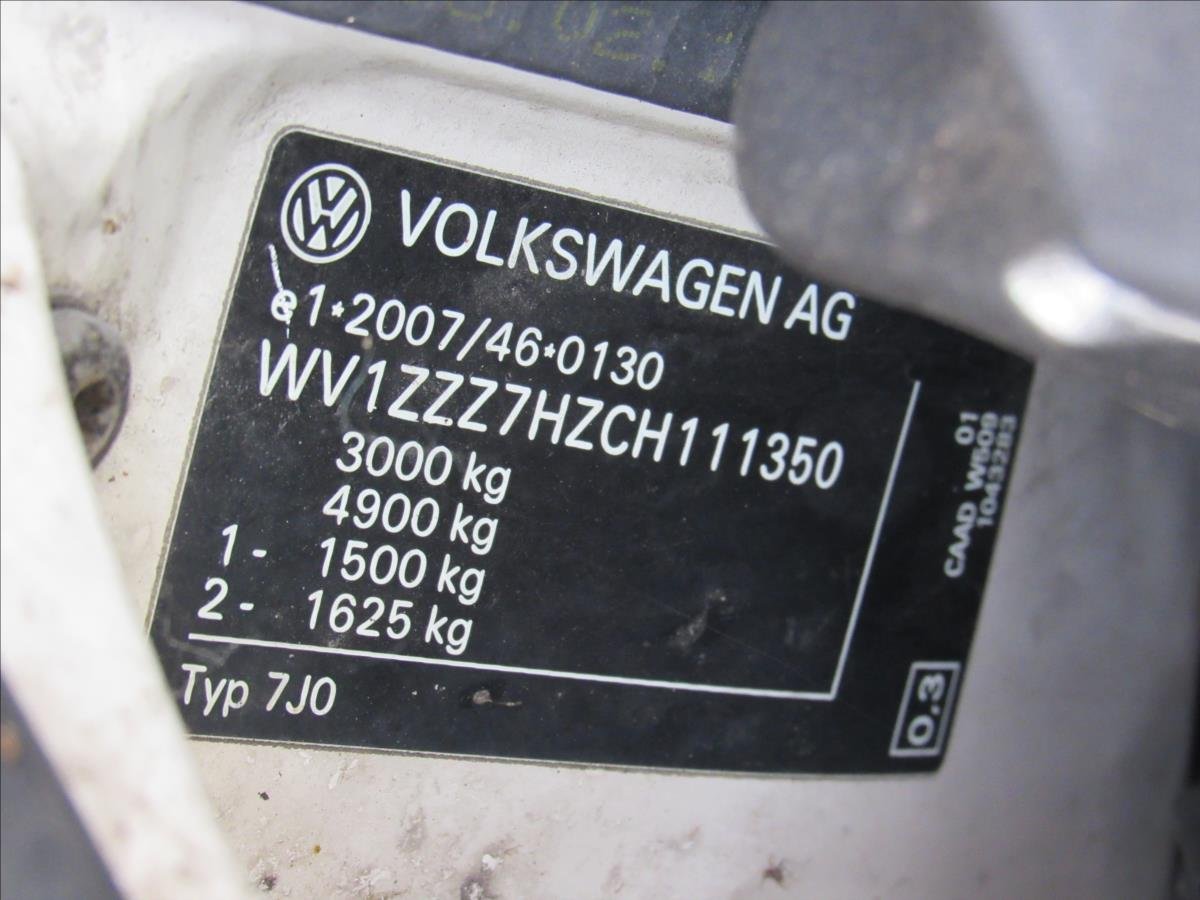 VOLKSWAGEN AG
e1*2007/46*0130
WV1ZZZ7HZCH111350
3000 kg
4900 kg
1- 1500 kg
2- 1625 kg
Typ 7J0
01
CAAD W509
1043283
0.3